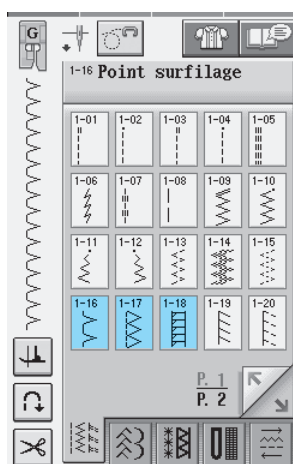 G
1-16 Point surfilage
1-01 1-02 1-03 1-04 1-05
1-06 1-07 1-08 1-09 1-10
1-11 1-12 1-13 1-14 1-15
1-16 1-17 1-18 1-19 1-20
P. 1
P. 2